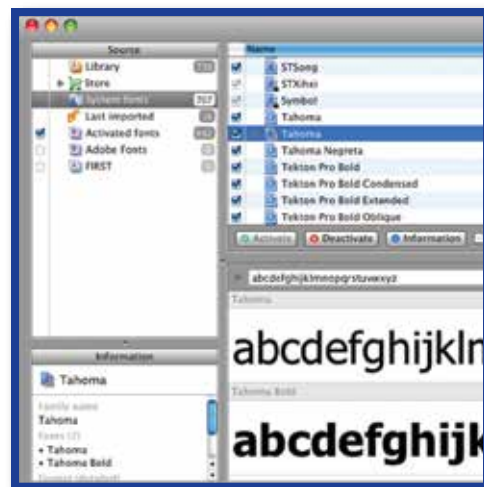 Source
Library
Store
System fonts
Last imported
Activated fonts
Adobe Fonts
FIRST
Name
STSong
STXihei
Symbol
Tahoma
Tahoma
Tahoma Negreta
Tekton Pro Bold
Tekton Pro Bold Condensed
Tekton Pro Bold Extended
Tekton Pro Bold Oblique
Activate Deactivate Information
abcdefghijklmnopqrstuvwxyz
Tahoma
abcdefghijklm
Tahoma Bold
abcdefghijk
Information
Tahoma
Family name
Tahoma
Fonts (2)
• Tahoma
• Tahoma Bold